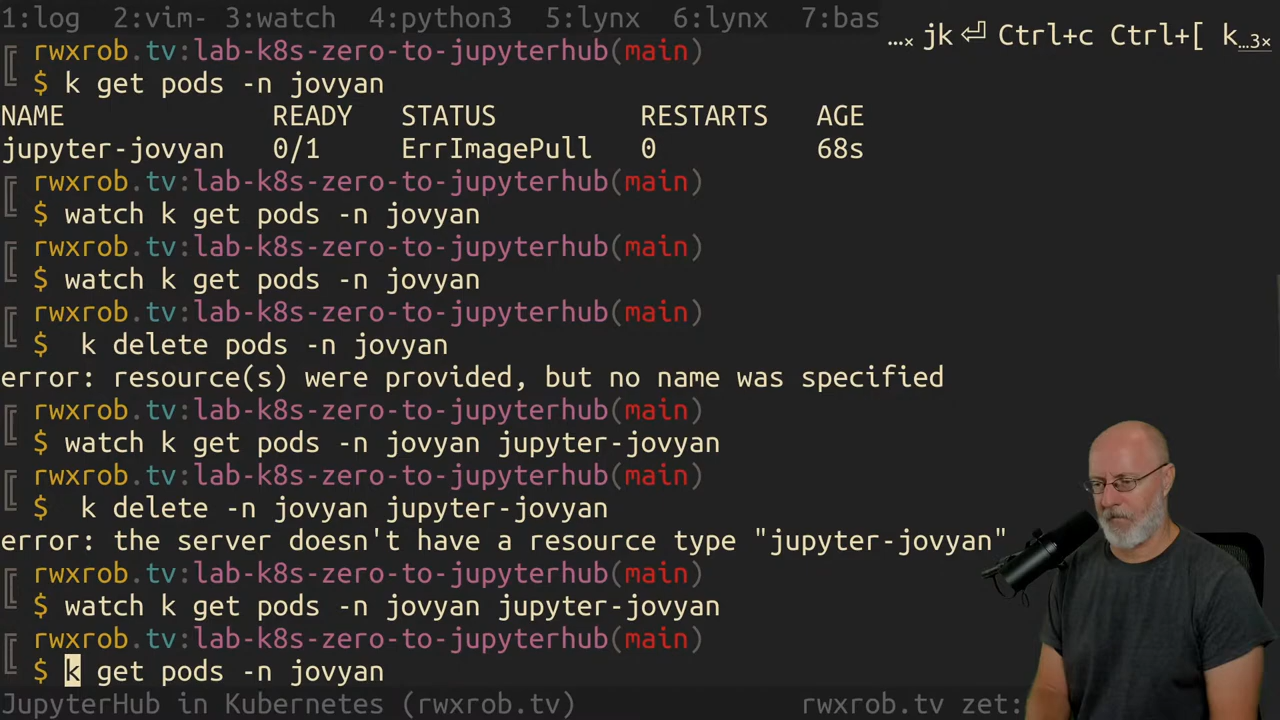 1:log 2:vim- 3:watch 4:python3 5:lynx 6:lynx 7:bas
…× jk⏎ Ctrl+c Ctrl+[ k…3×
rwxrob.tv:lab-k8s-zero-to-jupyterhub(main)
$ k get pods -n jovyan
NAME READY STATUS RESTARTS AGE
jupyter-jovyan 0/1 ErrImagePull 0 68s
rwxrob.tv:lab-k8s-zero-to-jupyterhub(main)
$ watch k get pods -n jovyan
rwxrob.tv:lab-k8s-zero-to-jupyterhub(main)
$ watch k get pods -n jovyan
rwxrob.tv:lab-k8s-zero-to-jupyterhub(main)
$  k delete pods -n jovyan
error: resource(s) were provided, but no name was specified
rwxrob.tv:lab-k8s-zero-to-jupyterhub(main)
$ watch k get pods -n jovyan jupyter-jovyan
rwxrob.tv:lab-k8s-zero-to-jupyterhub(main)
$  k delete -n jovyan jupyter-jovyan
error: the server doesn't have a resource type "jupyter-jovyan"
rwxrob.tv:lab-k8s-zero-to-jupyterhub(main)
$ watch k get pods -n jovyan jupyter-jovyan
rwxrob.tv:lab-k8s-zero-to-jupyterhub(main)
$ k get pods -n jovyan
JupyterHub in Kubernetes (rwxrob.tv) rwxrob.tv zet: